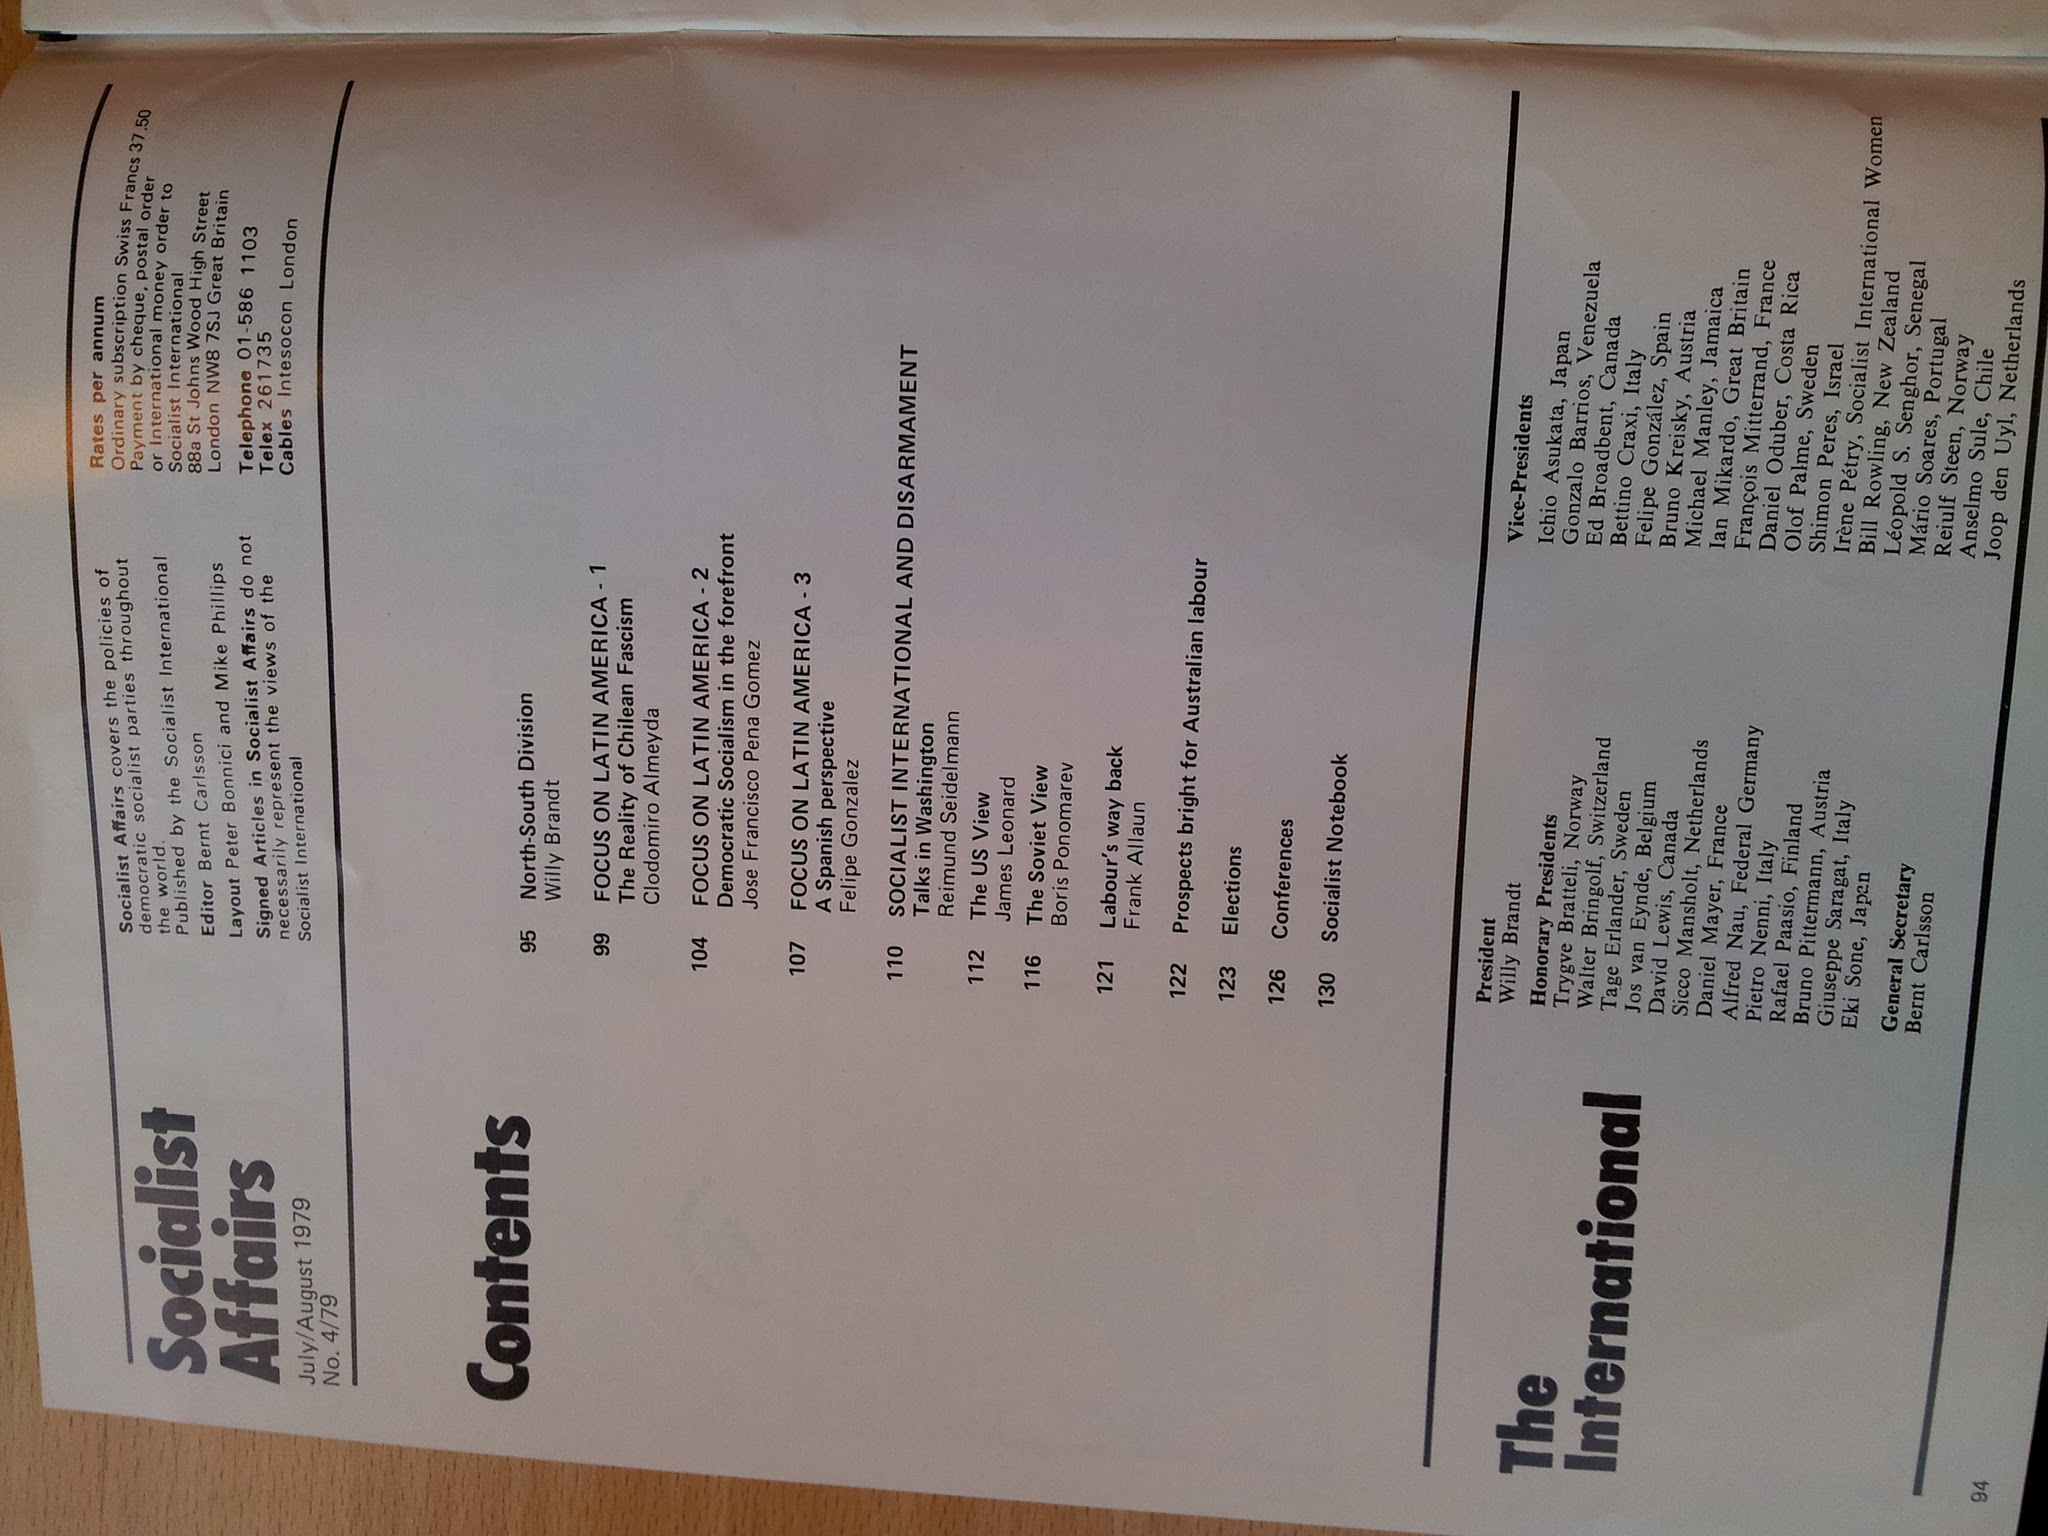 Socialist
Affairs
July/August 1979
No. 4/79
Socialist Affairs covers the policies of
democratic socialist parties throughout
the world.
Published by the Socialist International
Editor Bernt Carlsson
Layout Peter Bonnici and Mike Phillips
Signed Articles in Socialist Affairs do not
necessarily represent the views of the
Socialist International
Rates per annum
Ordinary subscription Swiss Francs 37.50
Payment by cheque, postal order
or International money order to
Socialist International
88a St Johns Wood High Street
London NW8 7SJ Great Britain
Telephone 01-586 1103
Telex 261735
Cables Intesocon London
Contents
95 North-South Division
Willy Brandt
99 FOCUS ON LATIN AMERICA - 1
The Reality of Chilean Fascism
Clodomiro Almeyda
104 FOCUS ON LATIN AMERICA - 2
Democratic Socialism in the forefront
Jose Francisco Pena Gomez
107 FOCUS ON LATIN AMERICA - 3
A Spanish perspective
Felipe Gonzalez
110 SOCIALIST INTERNATIONAL AND DISARMAMENT
Talks in Washington
Reimund Seidelmann
112 The US View
James Leonard
116 The Soviet View
Boris Ponomarev
121 Labour's way back
Frank Allaun
122 Prospects bright for Australian labour
123 Elections
126 Conferences
130 Socialist Notebook
The
International
President
Willy Brandt
Honorary Presidents
Trygve Bratteli, Norway
Walter Bringolf, Switzerland
Tage Erlander, Sweden
Jos van Eynde, Belgium
David Lewis, Canada
Sicco Mansholt, Netherlands
Daniel Mayer, France
Alfred Nau, Federal Germany
Pietro Nenni, Italy
Rafael Paasio, Finland
Bruno Pittermann, Austria
Giuseppe Saragat, Italy
Eki Sone, Japan
General Secretary
Bernt Carlsson
Vice-Presidents
Ichio Asukata, Japan
Gonzalo Barrios, Venezuela
Ed Broadbent, Canada
Bettino Craxi, Italy
Felipe González, Spain
Bruno Kreisky, Austria
Michael Manley, Jamaica
Ian Mikardo, Great Britain
François Mitterrand, France
Daniel Oduber, Costa Rica
Olof Palme, Sweden
Shimon Peres, Israel
Irène Pétry, Socialist International Women
Bill Rowling, New Zealand
Léopold S. Senghor, Senegal
Mário Soares, Portugal
Reiulf Steen, Norway
Anselmo Sule, Chile
Joop den Uyl, Netherlands
94